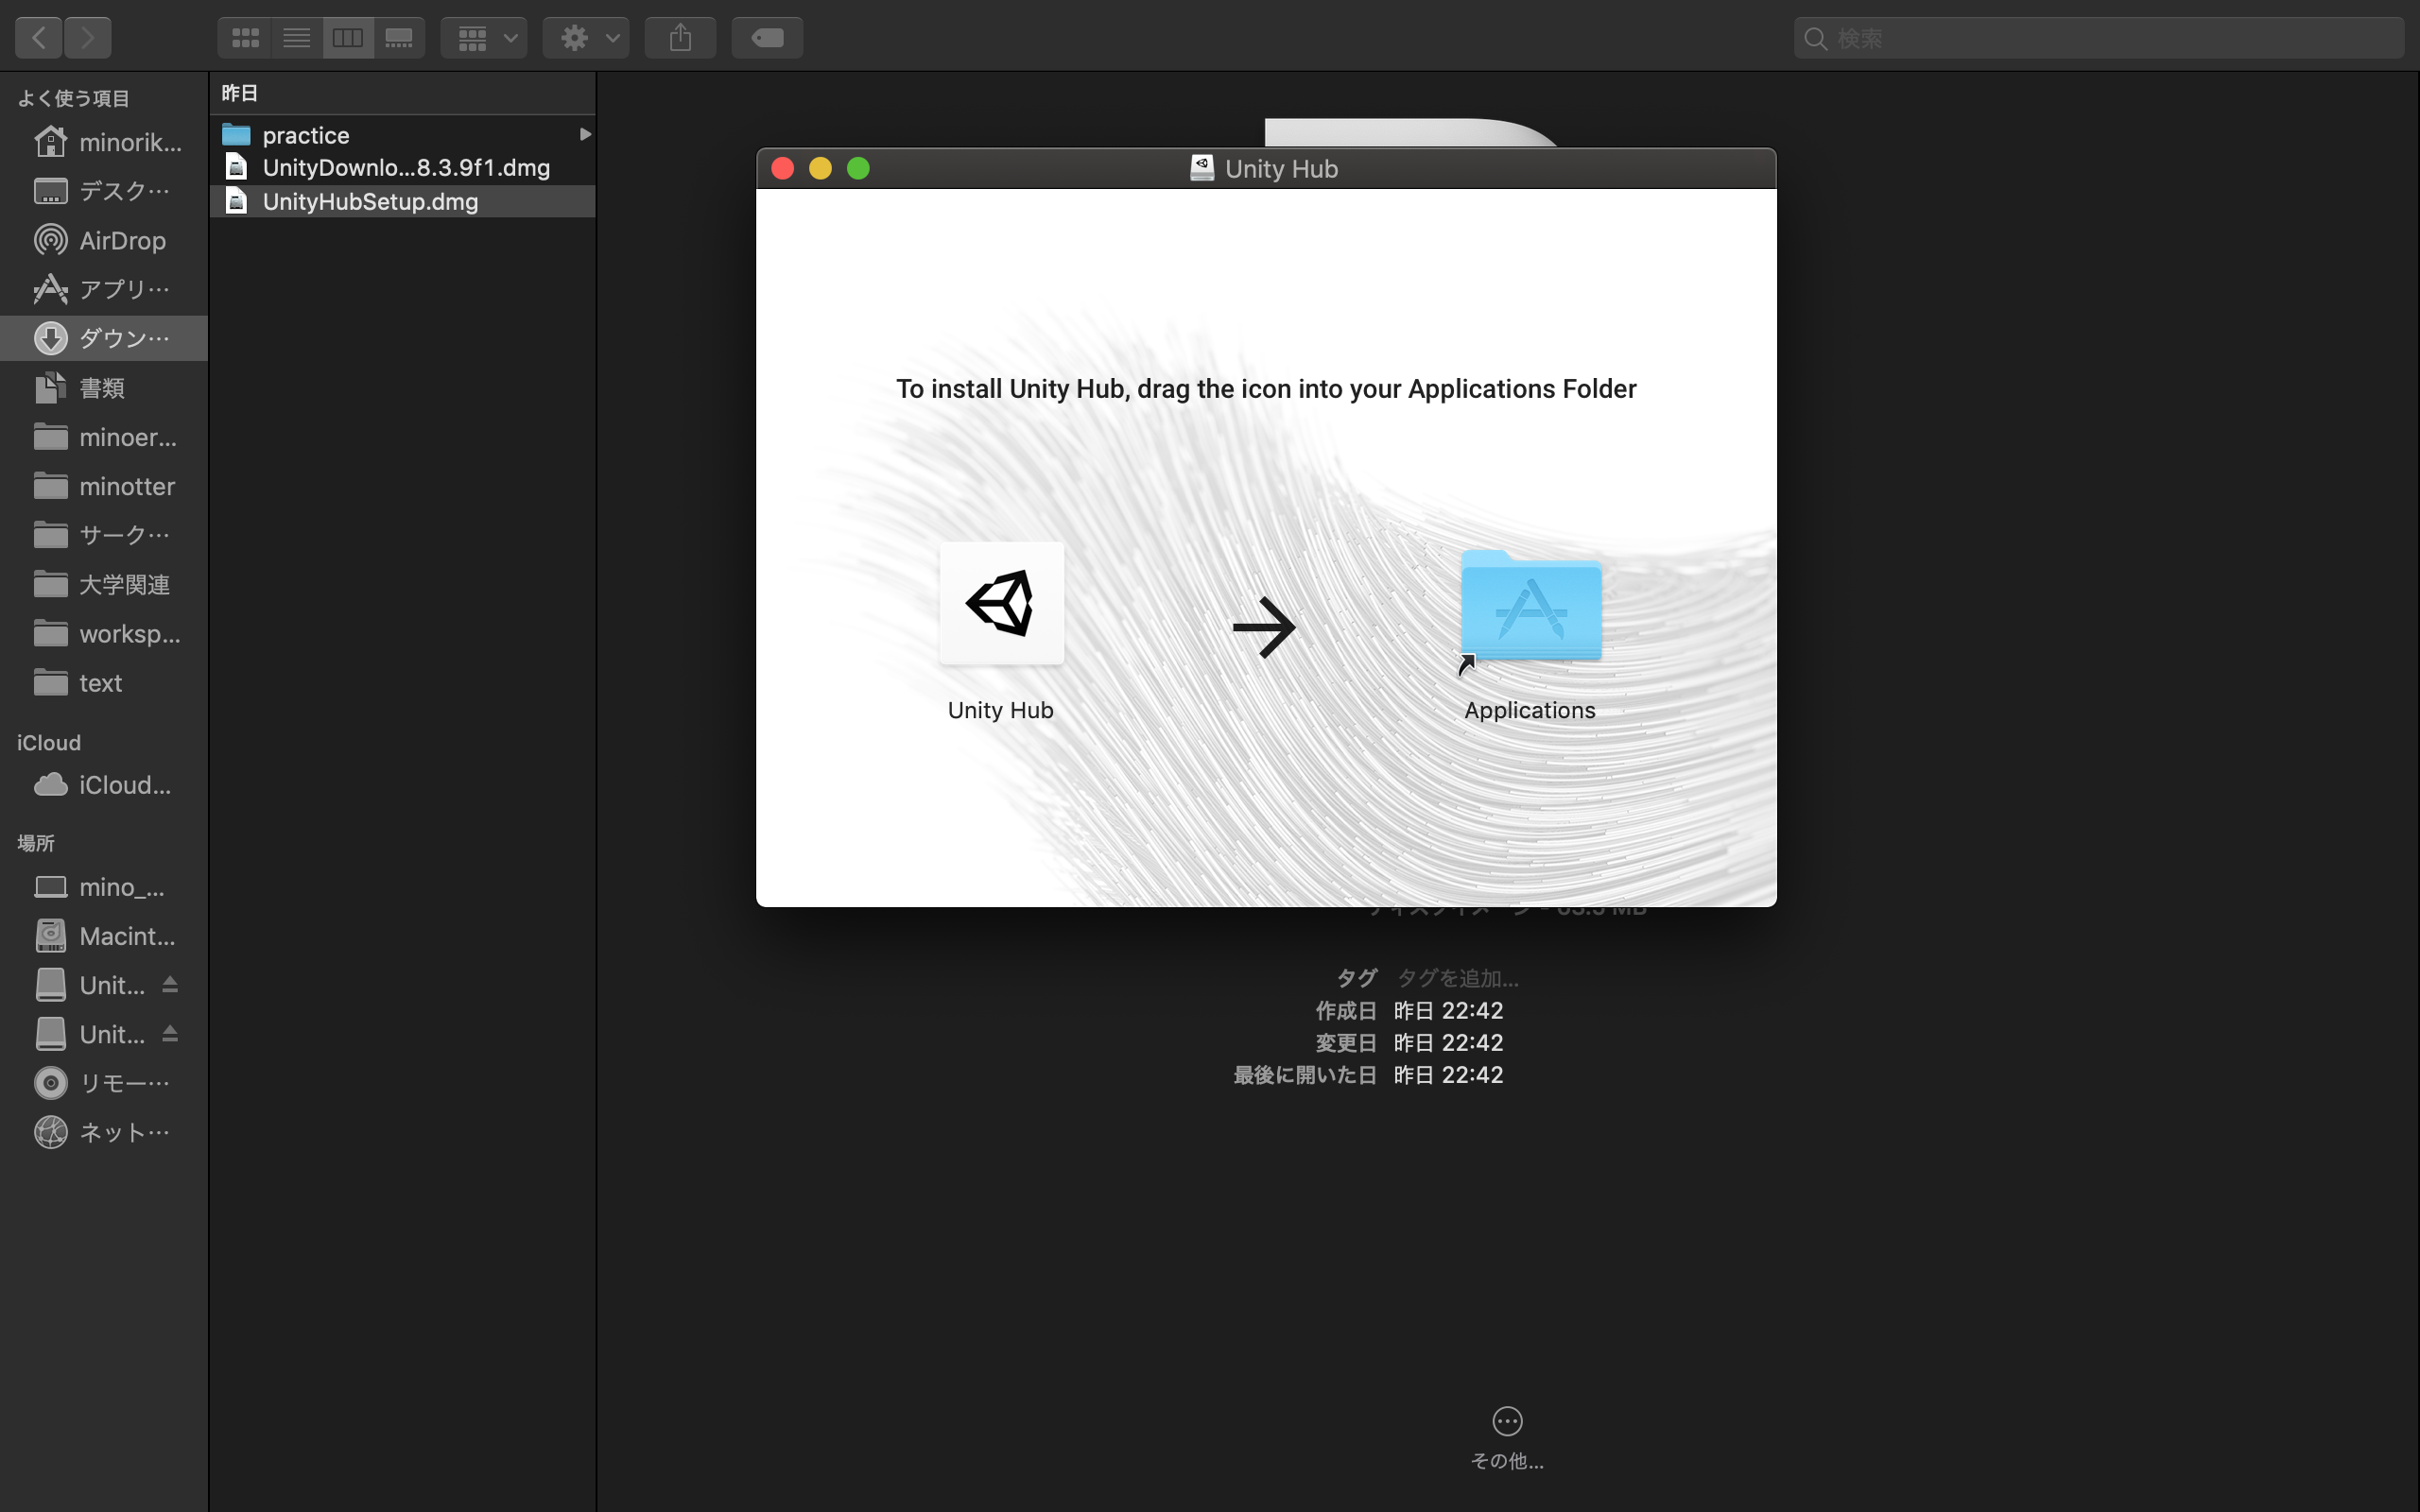 検索
よく使う項目
minorik...
デスク…
AirDrop
アプリ…
ダウン…
書類
minoer...
minotter
サーク…
大学関連
worksp...
text
iCloud
iCloud...
場所
mino_...
Macint...
Unit...
Unit...
リモー…
ネット…
昨日
practice
UnityDownlo...8.3.9f1.dmg
UnityHubSetup.dmg
Unity Hub
To install Unity Hub, drag the icon into your Applications Folder
Unity Hub
Applications
タグ タグを追加...
作成日 昨日 22:42
変更日 昨日 22:42
最後に開いた日 昨日 22:42
その他...